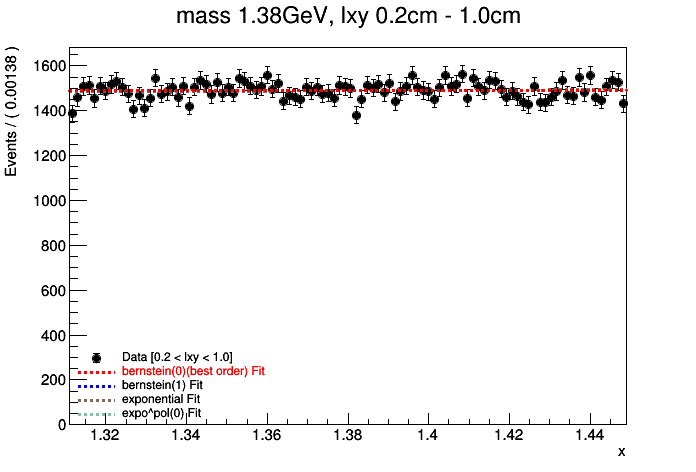 mass 1.38GeV, lxy 0.2cm - 1.0cm
Events / ( 0.00138 )
1600
1400
1200
1000
800
600
400
200
0
Data [0.2 < lxy < 1.0]
bernstein(0)(best order) Fit
bernstein(1) Fit
exponential Fit
expo^pol(0) Fit
1.32 1.34 1.36 1.38 1.4 1.42 1.44
x